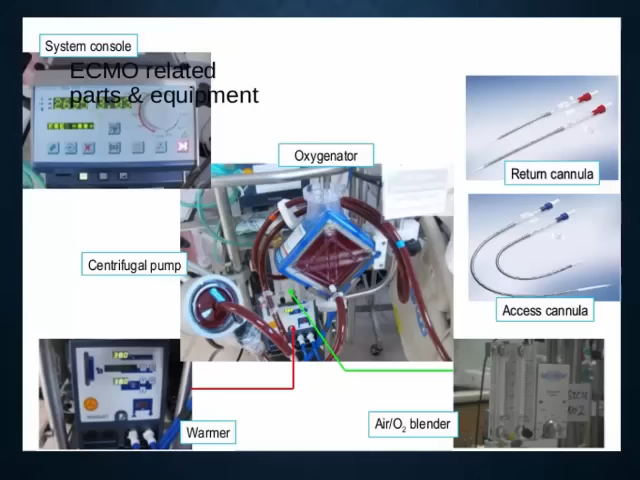 System console
ECMO related
parts & equipment
Oxygenator
Return cannula
Centrifugal pump
Access cannula
Warmer
Air/O₂ blender